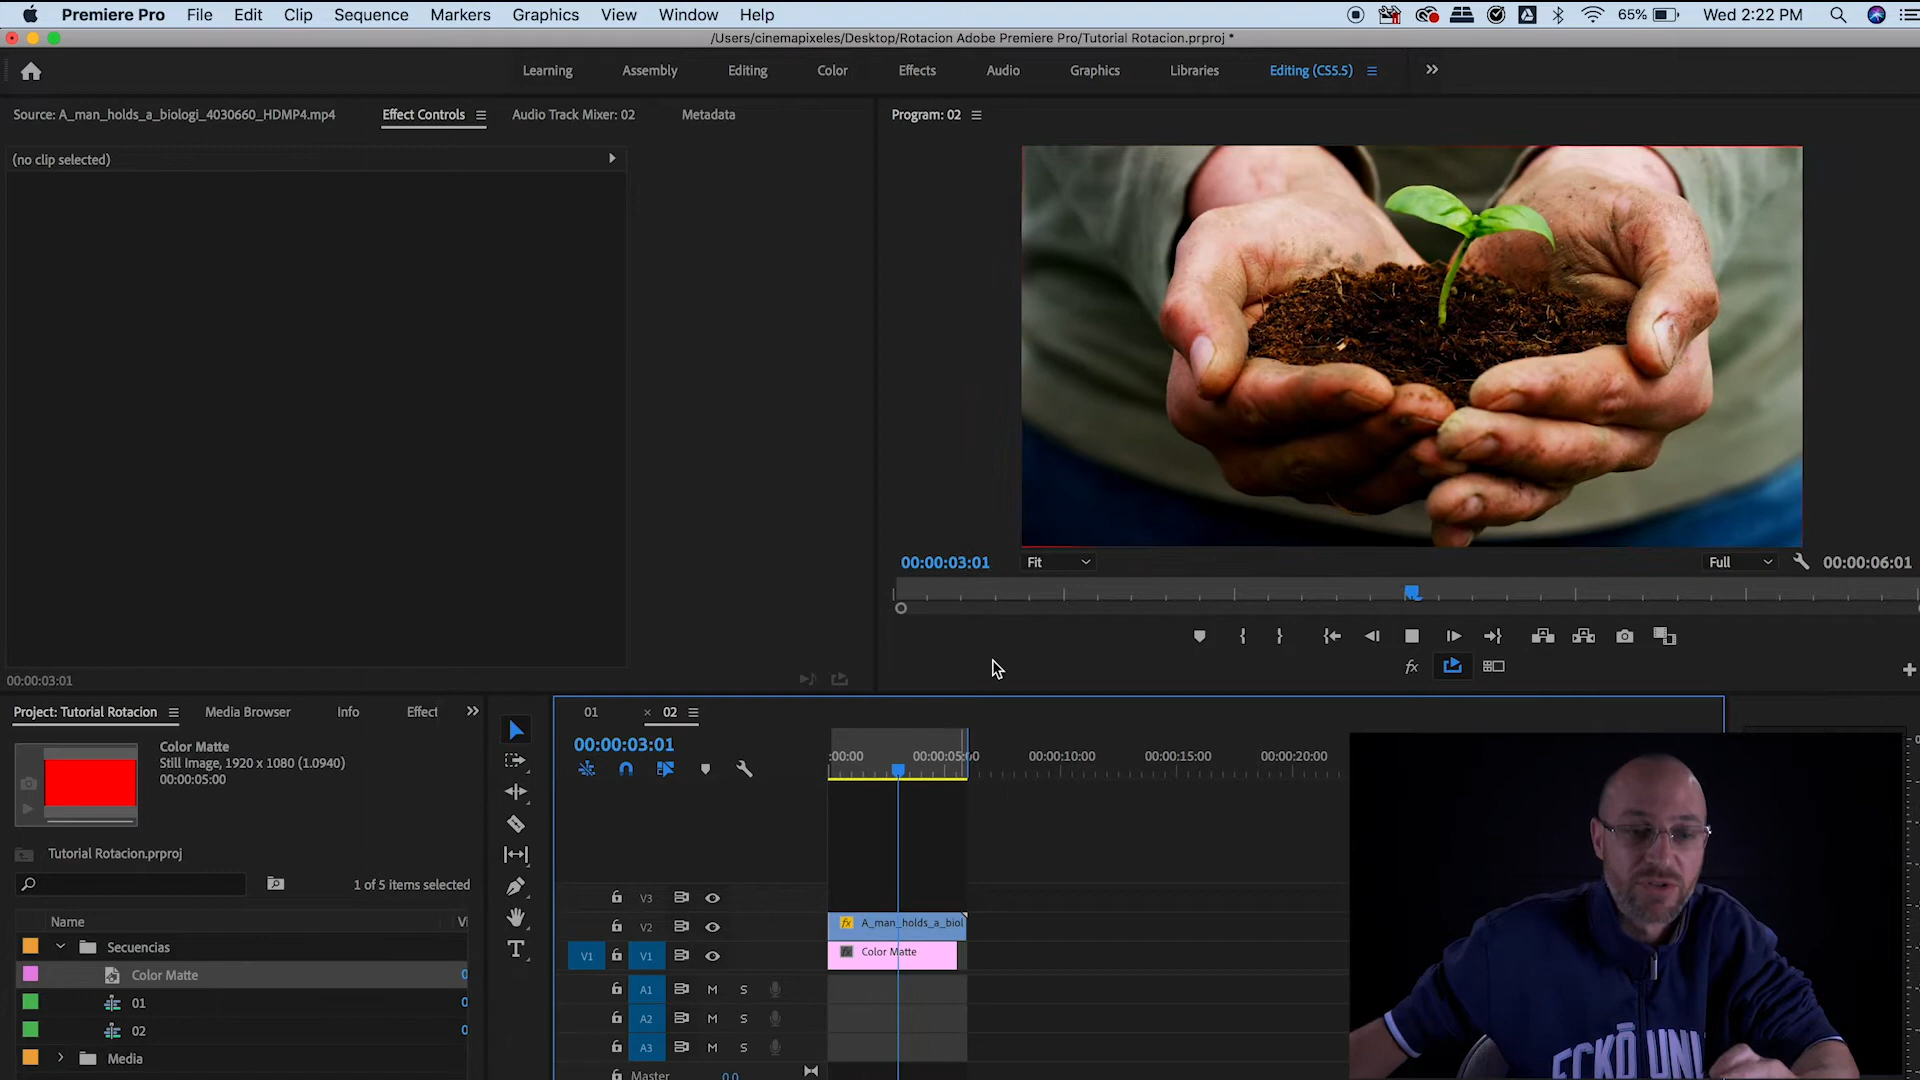 Premiere Pro File Edit Clip Sequence Premiere Markers Graphics View Window Help 65% Wed 2:22 PM
/Users/cinemapixeles/Desktop/Rotacion Adobe Premiere Pro/Tutorial Rotacion.prproj *
Learning Assembly Editing Color Effects Audio Graphics Libraries Editing (CS5.5)
Source: A_man_holds_a_biologi_4030660_HDMP4.mp4 Effect Controls Audio Track Mixer: 02 Metadata Program: 02
(no clip selected)
00:00:03:01 Fit Full 00:00:06:01
fx
00:00:03:01
Project: Tutorial Rotacion Media Browser Info Effect 01 02
Color Matte
Still Image, 1920 x 1080 (1.0940)
00:00:05:00
00:00:03:01
:00:00 00:00:10:00 00:00:15:00 00:00:20:00
Tutorial Rotacion.prproj
1 of 5 items selected
Name
V3
V2 fx A_man_holds_a_biol
Secuencias
V1 V1 fx Color Matte
Color Matte
A1 M S
01
A2 M S
02
A3 M S
Media
Master 0.0
ECKŌ UNL